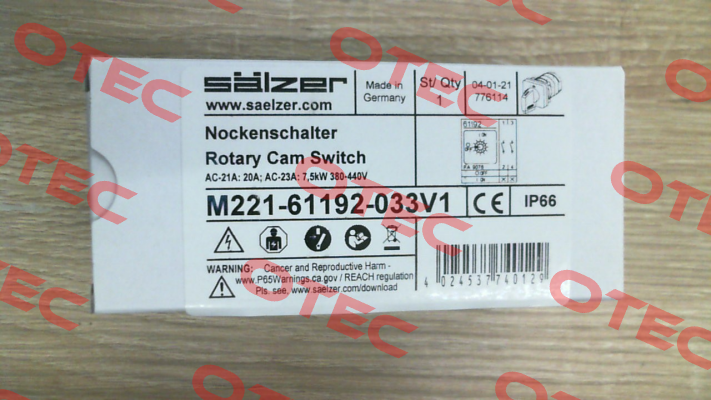 sälzer
www.saelzer.com
Made in
Germany
St/ Qty
1
04-01-21
776114
Nockenschalter
Rotary Cam Switch
AC-21A: 20A; AC-23A: 7,5kW 380-440V
61192
M221-61192-033V1
CE
IP66
WARNING: Cancer and Reproductive Harm -
www.P65Warnings.ca.gov / REACH regulation
Pls. see, www.saelzer.com/download
4 024537 740129
OTEC
OTEC
OTEC
OTEC
OTEC
OTEC
OTEC
OTEC